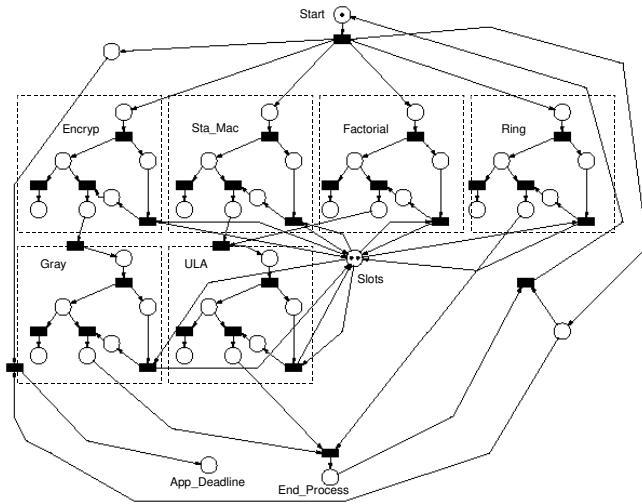 Start
Encryp
Sta_Mac
Factorial
Ring
Gray
ULA
Slots
App_Deadline
End_Process